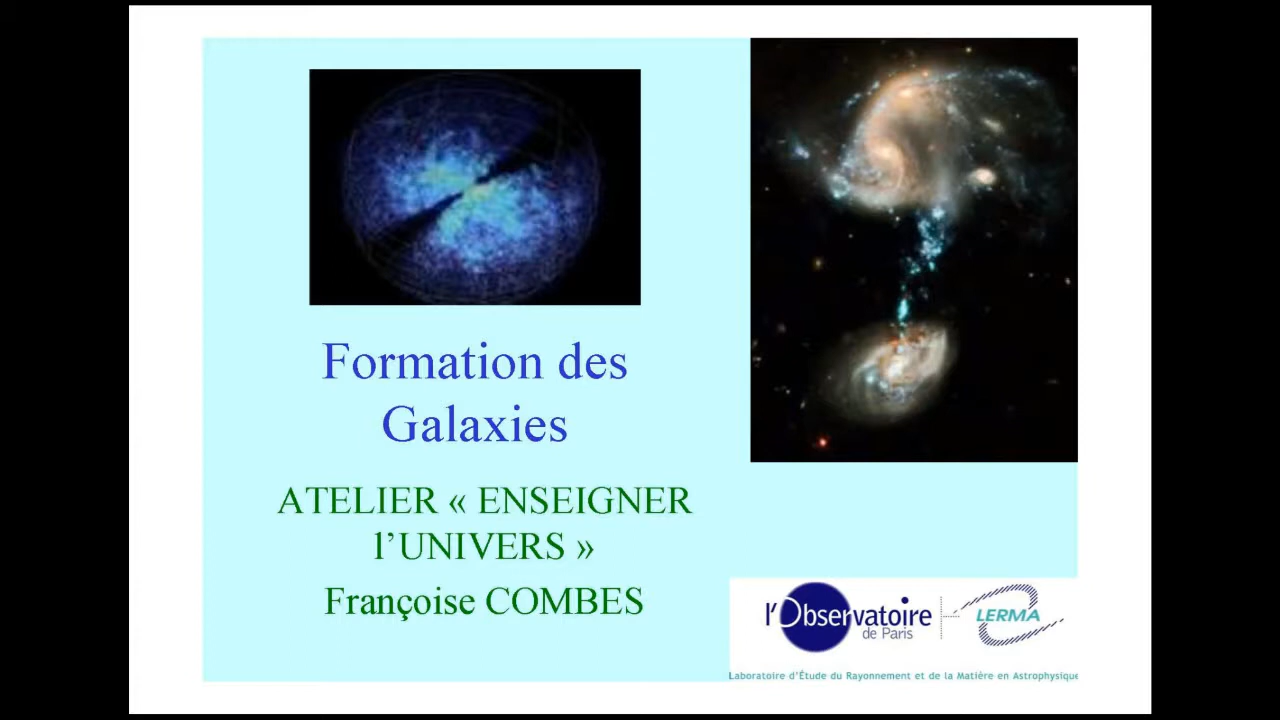 Formation des
Galaxies
ATELIER « ENSEIGNER
l’UNIVERS »
Françoise COMBES
l'Observatoire
de Paris
LERMA
Laboratoire d'Étude du Rayonnement et de la Matière en Astrophysique